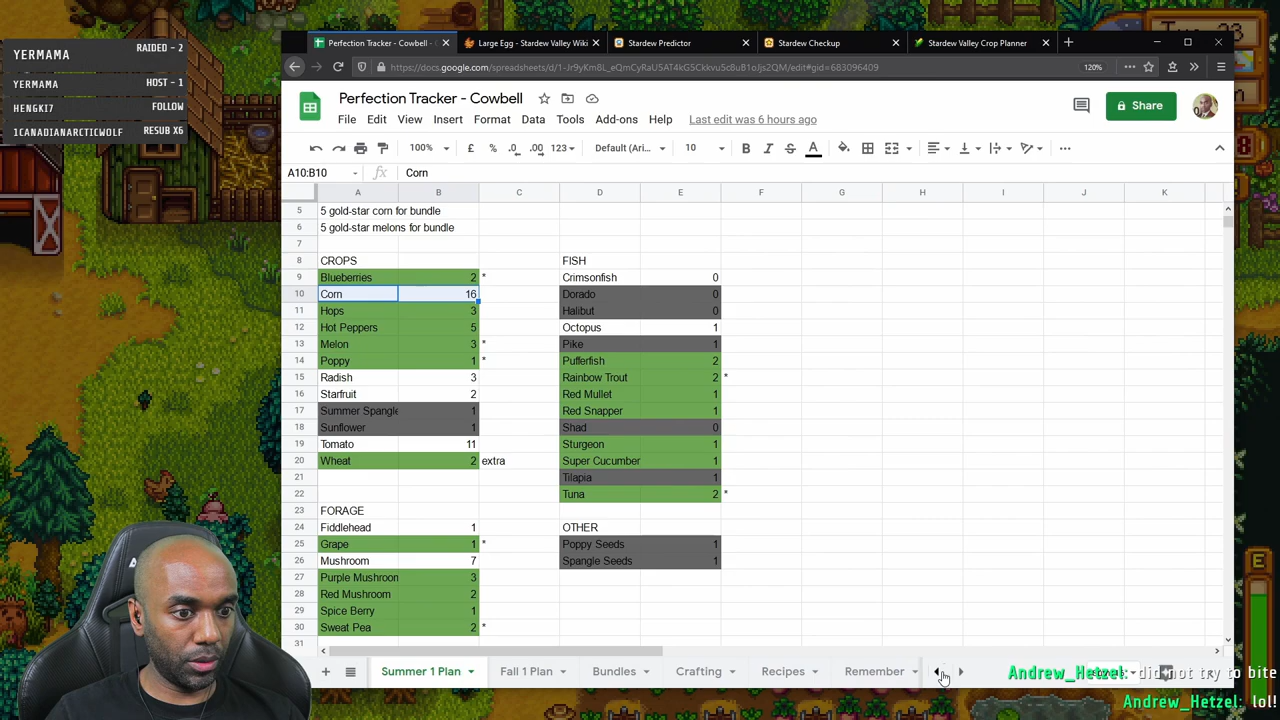 YERMAMA RAIDED - 2
YERMAMA HOST - 1
HENGKI7 FOLLOW
1CANADIANARCTICWOLF RESUB X6
Perfection Tracker - Cowbell - G
Large Egg - Stardew Valley Wiki
Stardew Predictor
Stardew Checkup
Stardew Valley Crop Planner
120%
Perfection Tracker - Cowbell
File Edit View Insert Format Data Tools Add-ons Help Last edit was 6 hours ago
Share
100% £ % .0 .00 123 Default (Ari... 10 B I S A
A10:B10 fx Corn
A B C D E F G H I J K
5 5 gold-star corn for bundle
6 5 gold-star melons for bundle
7
8 CROPS FISH
9 Blueberries 2 * Crimsonfish 0
10 Corn 16 Dorado 0
11 Hops 3 Halibut 0
12 Hot Peppers 5 Octopus 1
13 Melon 3 * Pike 1
14 Poppy 1 * Pufferfish 2
15 Radish 3 Rainbow Trout 2 *
16 Starfruit 2 Red Mullet 1
17 Summer Spangle 1 Red Snapper 1
18 Sunflower 1 Shad 0
19 Tomato 11 Sturgeon 1
20 Wheat 2 extra Super Cucumber 1
21 Tilapia 1
22 Tuna 2 *
23 FORAGE
24 Fiddlehead 1 OTHER
25 Grape 1 * Poppy Seeds 1
26 Mushroom 7 Spangle Seeds 1
27 Purple Mushroom 3
28 Red Mushroom 2
29 Spice Berry 1
30 Sweat Pea 2 *
31
Summer 1 Plan Fall 1 Plan Bundles Crafting Recipes Remember
Andrew_Hetzel: did not try to bite
Andrew_Hetzel: lol!
E